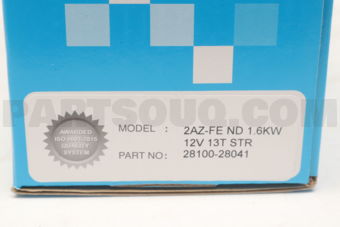 PARTSOUQ.COM
AWARDED
ISO 9001:2015
QUALITY
SYSTEM
MODEL : 2AZ-FE ND 1.6KW
12V 13T STR
PART NO: 28100-28041